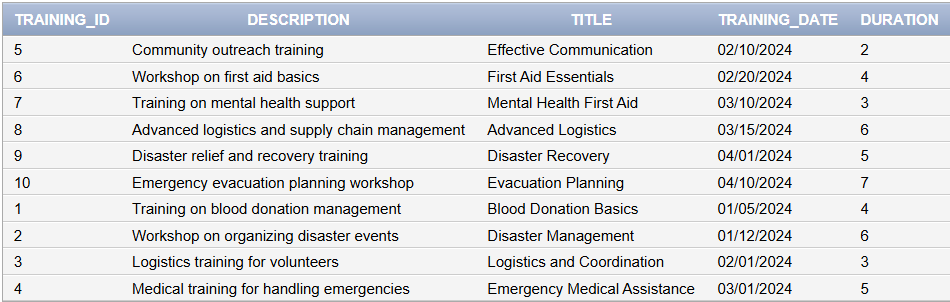 TRAINING_ID DESCRIPTION TITLE TRAINING_DATE DURATION
5 Community outreach training Effective Communication 02/10/2024 2
6 Workshop on first aid basics First Aid Essentials 02/20/2024 4
7 Training on mental health support Mental Health First Aid 03/10/2024 3
8 Advanced logistics and supply chain management Advanced Logistics 03/15/2024 6
9 Disaster relief and recovery training Disaster Recovery 04/01/2024 5
10 Emergency evacuation planning workshop Evacuation Planning 04/10/2024 7
1 Training on blood donation management Blood Donation Basics 01/05/2024 4
2 Workshop on organizing disaster events Disaster Management 01/12/2024 6
3 Logistics training for volunteers Logistics and Coordination 02/01/2024 3
4 Medical training for handling emergencies Emergency Medical Assistance 03/01/2024 5